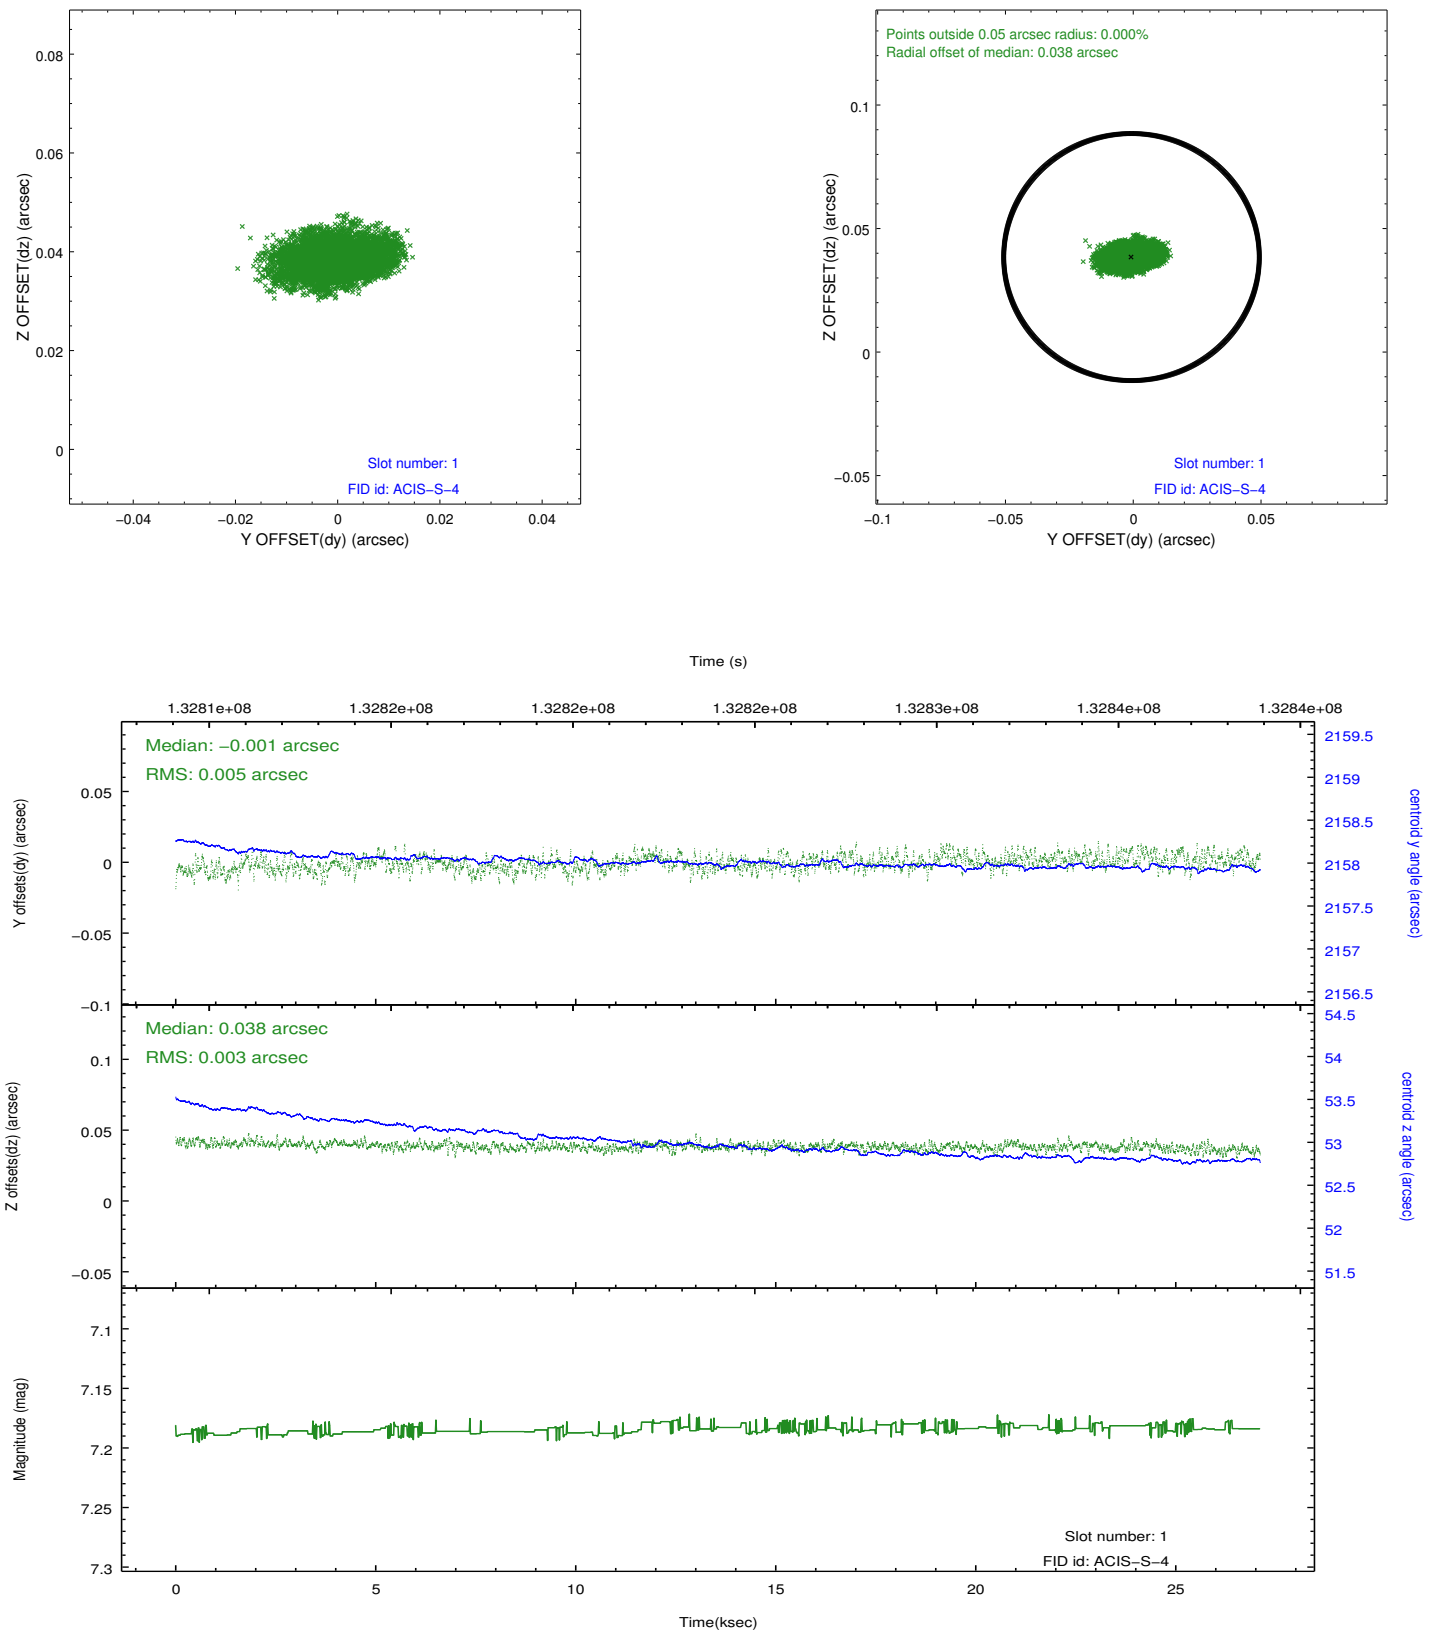 0.08
0.06
0.04
0.02
0
Z OFFSET(dz) (arcsec)
Slot number: 1
FID id: ACIS−S−4
−0.04
−0.02
0
0.02
0.04
Y OFFSET(dy) (arcsec)
Points outside 0.05 arcsec radius: 0.000%
Radial offset of median: 0.038 arcsec
0.1
0.05
0
−0.05
Z OFFSET(dz) (arcsec)
Slot number: 1
FID id: ACIS−S−4
−0.1
−0.05
0
0.05
Y OFFSET(dy) (arcsec)
Time (s)
1.3281e+08
1.3282e+08
1.3282e+08
1.3282e+08
1.3283e+08
1.3284e+08
1.3284e+08
Median: −0.001 arcsec
RMS: 0.005 arcsec
0.05
0
−0.05
−0.1
Y offsets(dy) (arcsec)
2159.5
2159
2158.5
2158
2157.5
2157
2156.5
centroid y angle (arcsec)
Median: 0.038 arcsec
RMS: 0.003 arcsec
0.1
0.05
0
−0.05
Z offsets(dz) (arcsec)
54.5
54
53.5
53
52.5
52
51.5
centroid z angle (arcsec)
7.1
7.15
7.2
7.25
7.3
Magnitude (mag)
Slot number: 1
FID id: ACIS−S−4
0
5
10
15
20
25
Time(ksec)